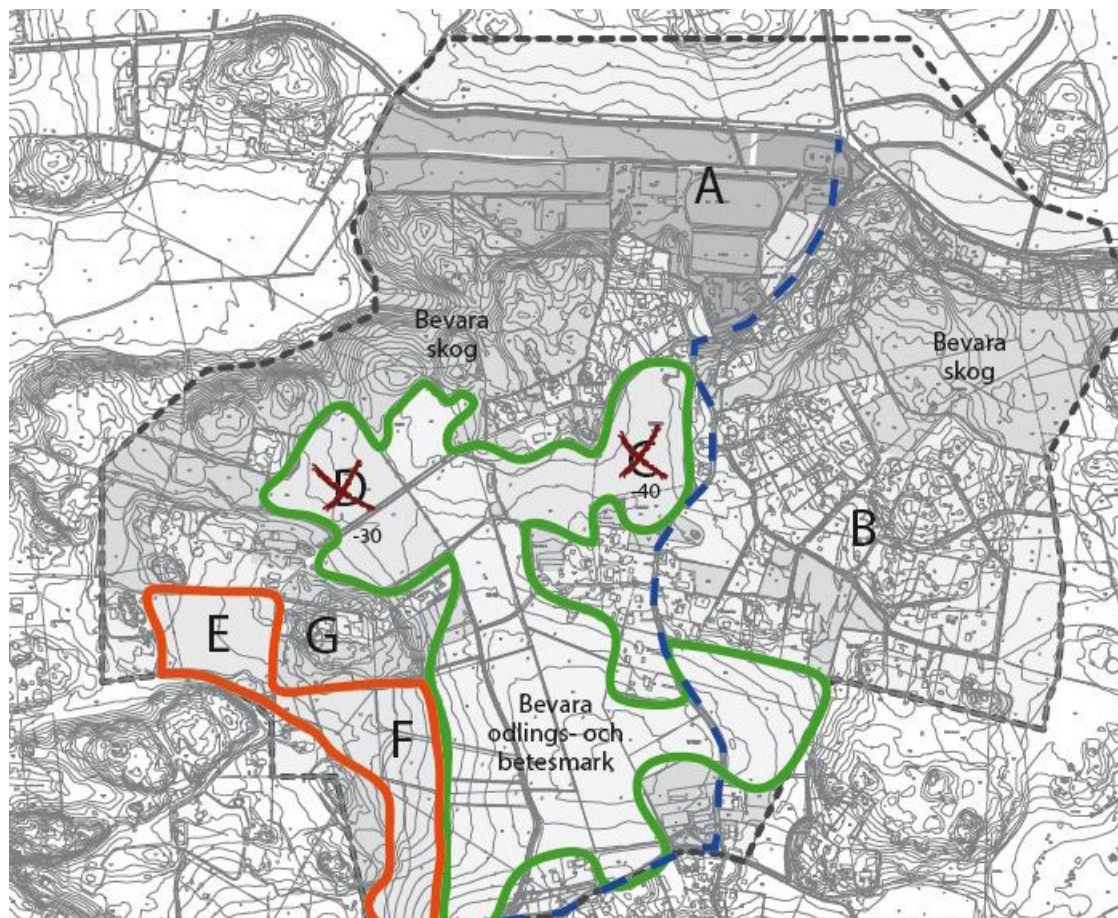 A
Bevara
skog
Bevara
skog
C
-40
D
-30
B
E
G
Bevara
odlings- och
betesmark
F